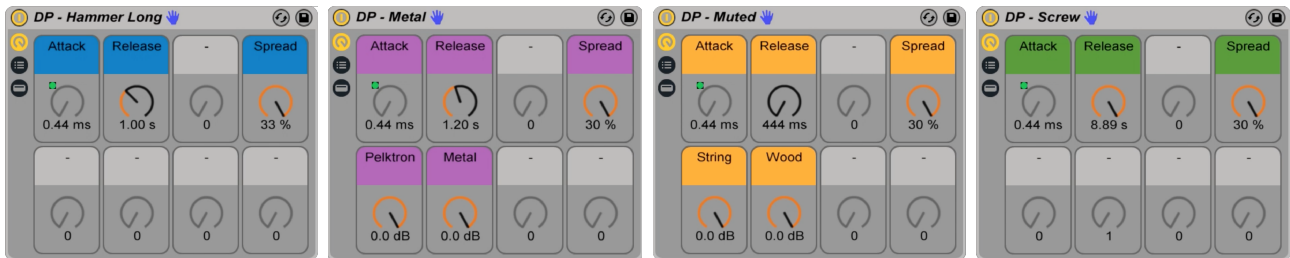 DP - Hammer Long
Attack Release - Spread
0.44 ms 1.00 s 0 33 %
- - - -
0 0 0 0
DP - Metal
Attack Release - Spread
0.44 ms 1.20 s 0 30 %
Pelktron Metal - -
0.0 dB 0.0 dB 0 0
DP - Muted
Attack Release - Spread
0.44 ms 444 ms 0 30 %
String Wood - -
0.0 dB 0.0 dB 0 0
DP - Screw
Attack Release - Spread
0.44 ms 8.89 s 0 30 %
- - - -
0 1 0 0